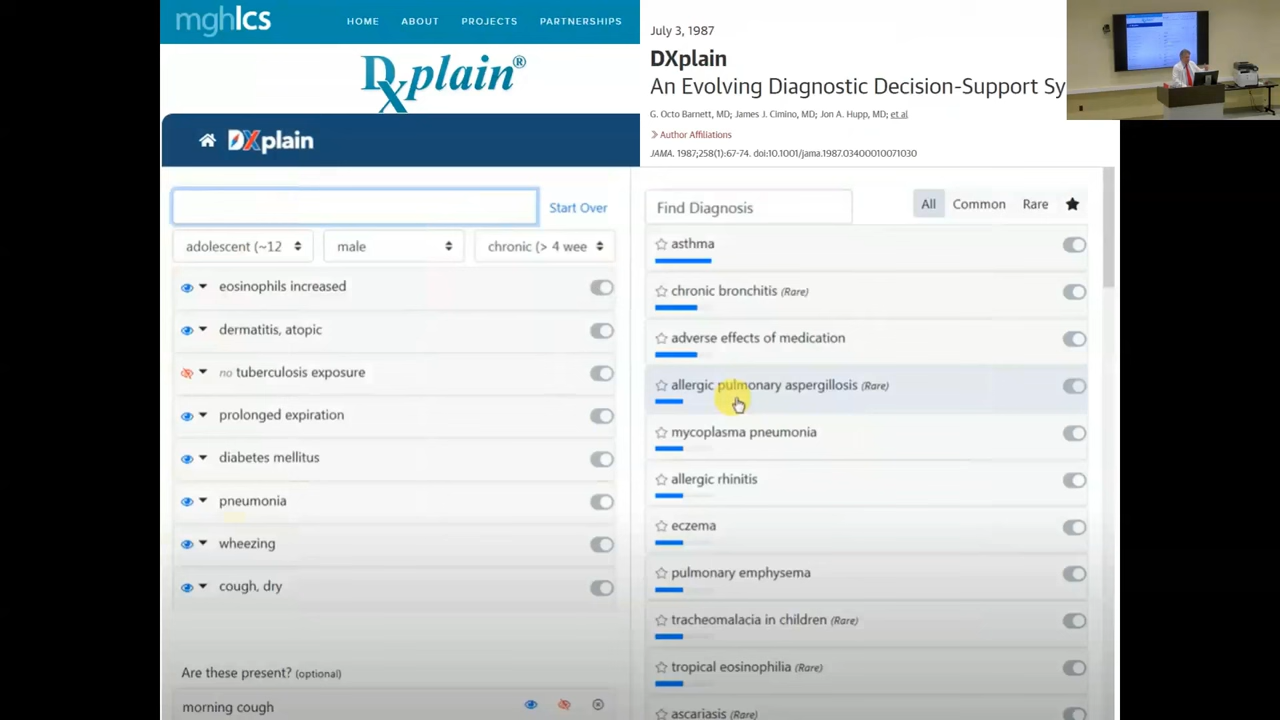 mghlcs
HOME ABOUT PROJECTS PARTNERSHIPS
Dxplain®
DXplain
Start Over
adolescent (~12 male chronic (> 4 wee
eosinophils increased
dermatitis, atopic
no tuberculosis exposure
prolonged expiration
diabetes mellitus
pneumonia
wheezing
cough, dry
Are these present? (optional)
morning cough
July 3, 1987
DXplain
An Evolving Diagnostic Decision-Support Sy
G. Octo Barnett, MD; James J. Cimino, MD; Jon A. Hupp, MD; et al
Author Affiliations
JAMA. 1987;258(1):67-74. doi:10.1001/jama.1987.03400010071030
Find Diagnosis All Common Rare
asthma
chronic bronchitis (Rare)
adverse effects of medication
allergic pulmonary aspergillosis (Rare)
mycoplasma pneumonia
allergic rhinitis
eczema
pulmonary emphysema
tracheomalacia in children (Rare)
tropical eosinophilia (Rare)
ascariasis (Rare)